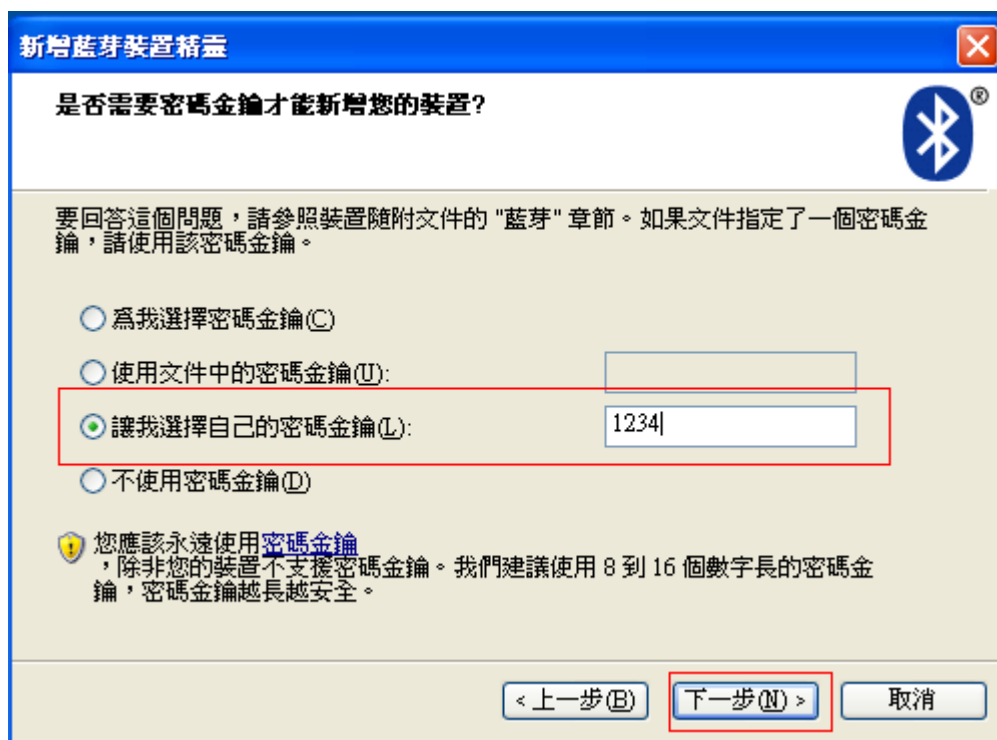 新增藍芽裝置精靈
是否需要密碼金鑰才能新增您的裝置?
®
要回答這個問題，請參照裝置隨附文件的 "藍芽" 章節。如果文件指定了一個密碼金
鑰，請使用該密碼金鑰。
為我選擇密碼金鑰(C)
使用文件中的密碼金鑰(U):
讓我選擇自己的密碼金鑰(L): 1234
不使用密碼金鑰(D)
您應該永遠使用密碼金鑰
，除非您的裝置不支援密碼金鑰。我們建議使用 8 到 16 個數字長的密碼金
鑰，密碼金鑰越長越安全。
< 上一步(B) 下一步(N) > 取消